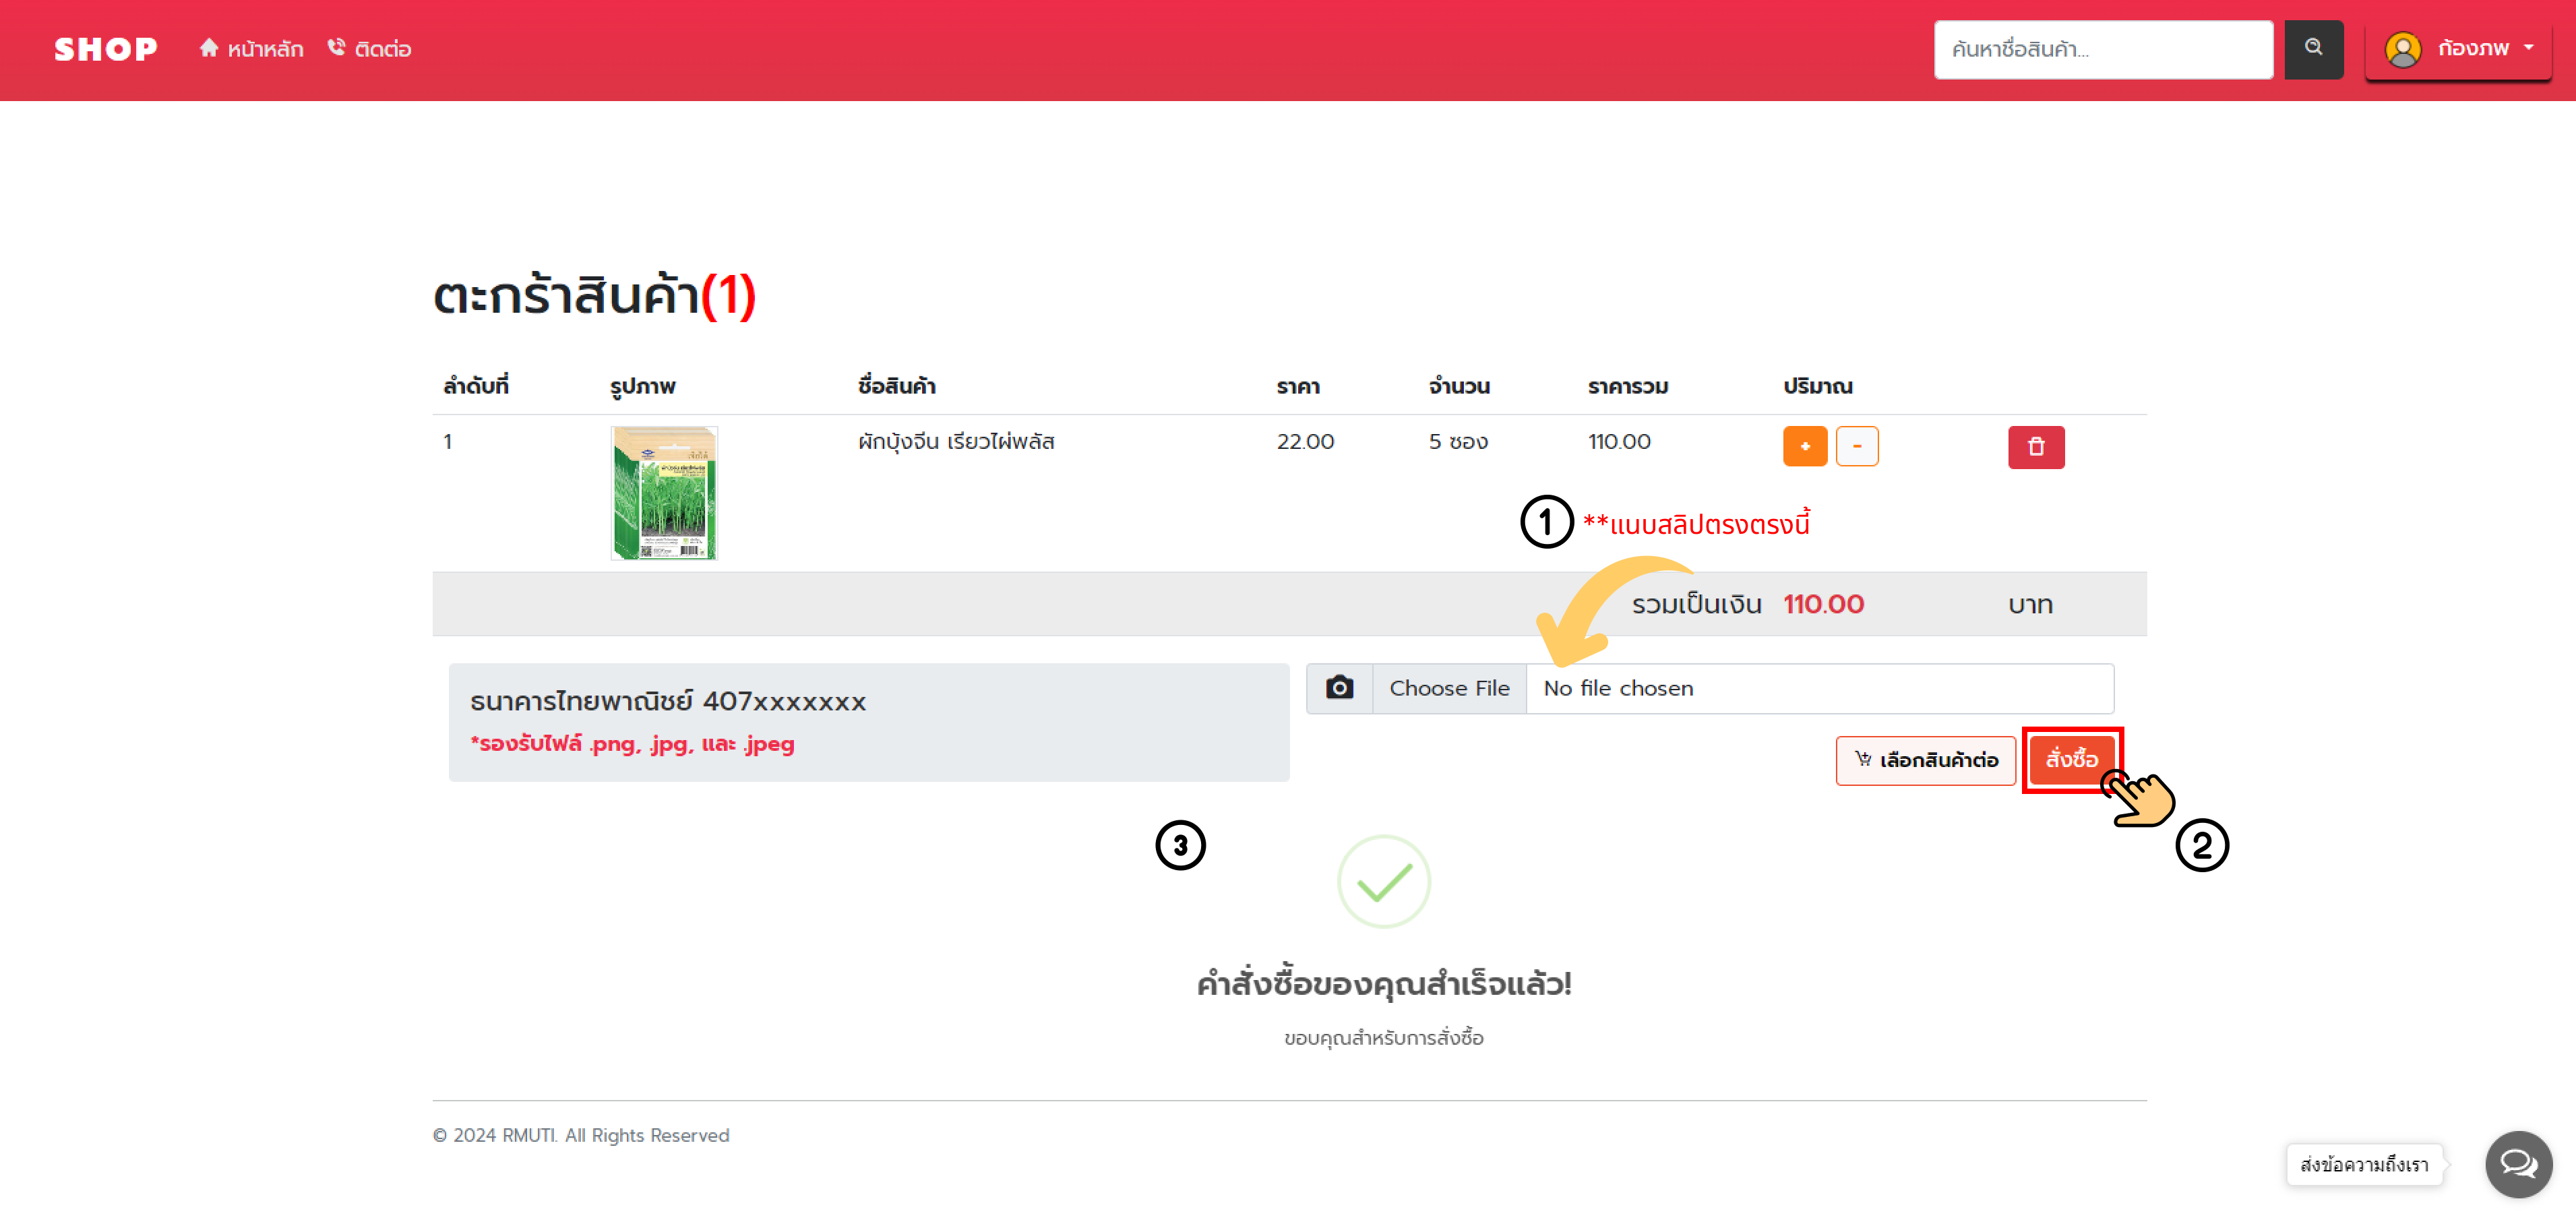 SHOP หน้าหลัก ติดต่อ ค้นหาชื่อสินค้า... ก้องภพ
ตะกร้าสินค้า(1)
ลำดับที่ รูปภาพ ชื่อสินค้า ราคา จำนวน ราคารวม ปริมาณ
1 ผักบุ้งจีน เรียวไผ่พลัส 22.00 5 ซอง 110.00 + -
1 **แนบสลิปตรงตรงนี้
รวมเป็นเงิน 110.00 บาท
ธนาคารไทยพาณิชย์ 407xxxxxxx
*รองรับไฟล์ .png, .jpg, และ .jpeg
Choose File No file chosen
เลือกสินค้าต่อ สั่งซื้อ
2
3
คำสั่งซื้อของคุณสำเร็จแล้ว!
ขอบคุณสำหรับการสั่งซื้อ
© 2024 RMUTI. All Rights Reserved
ส่งข้อความถึงเรา